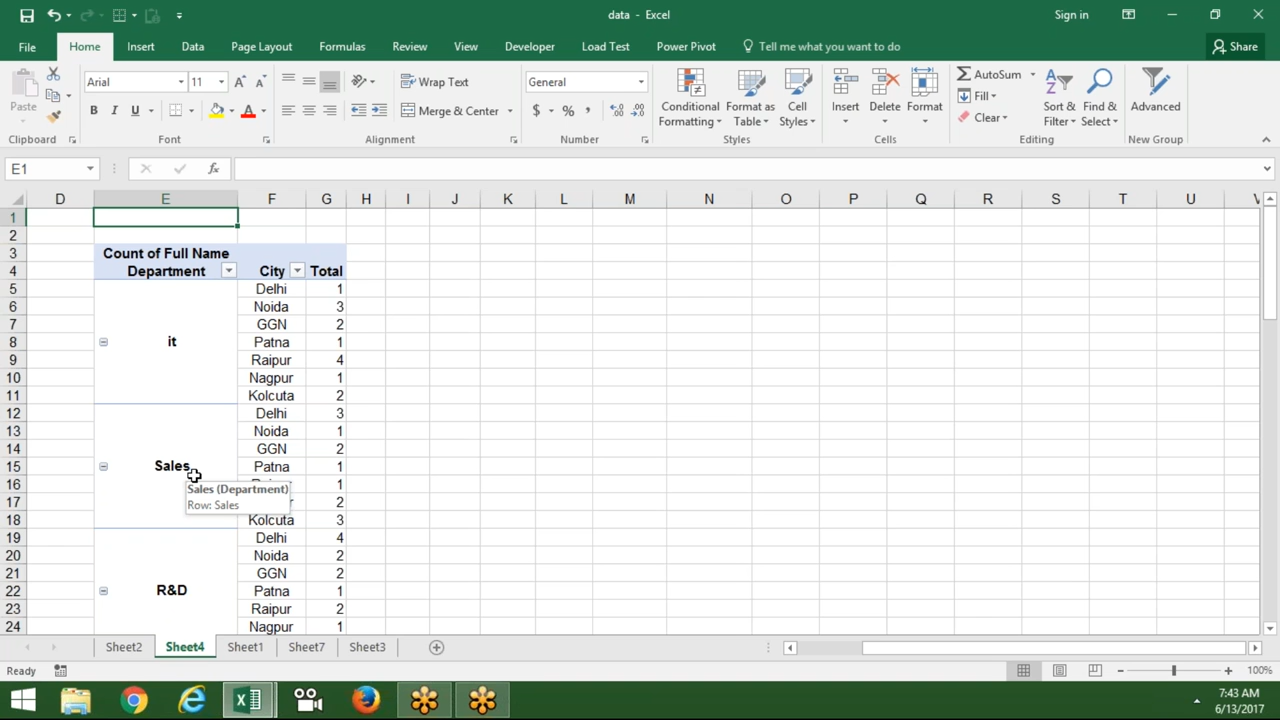 data - Excel
Sign in
File Home Insert Data Page Layout Formulas Review View Developer Load Test Power Pivot Tell me what you want to do Share
Paste
Arial 11
B I U
Wrap Text
Merge & Center
General
$ %
Conditional Formatting
Format as Table
Cell Styles
Insert
Delete
Format
AutoSum
Fill
Clear
Sort & Filter
Find & Select
Advanced
Clipboard Font Alignment Number Styles Cells Editing New Group
E1 fx
D E F G H I J K L M N O P Q R S T U V
1
2
3 Count of Full Name
4 Department City Total
5 Delhi 1
6 Noida 3
7 GGN 2
8 it Patna 1
9 Raipur 4
10 Nagpur 1
11 Kolcuta 2
12 Delhi 3
13 Noida 1
14 GGN 2
15 Sales Patna 1
16 1
Sales (Department)
17 2
Row: Sales
18 Kolcuta 3
19 Delhi 4
20 Noida 2
21 GGN 2
22 R&D Patna 1
23 Raipur 2
24 Nagpur 1
Sheet2 Sheet4 Sheet1 Sheet7 Sheet3
Ready 100%
7:43 AM
6/13/2017